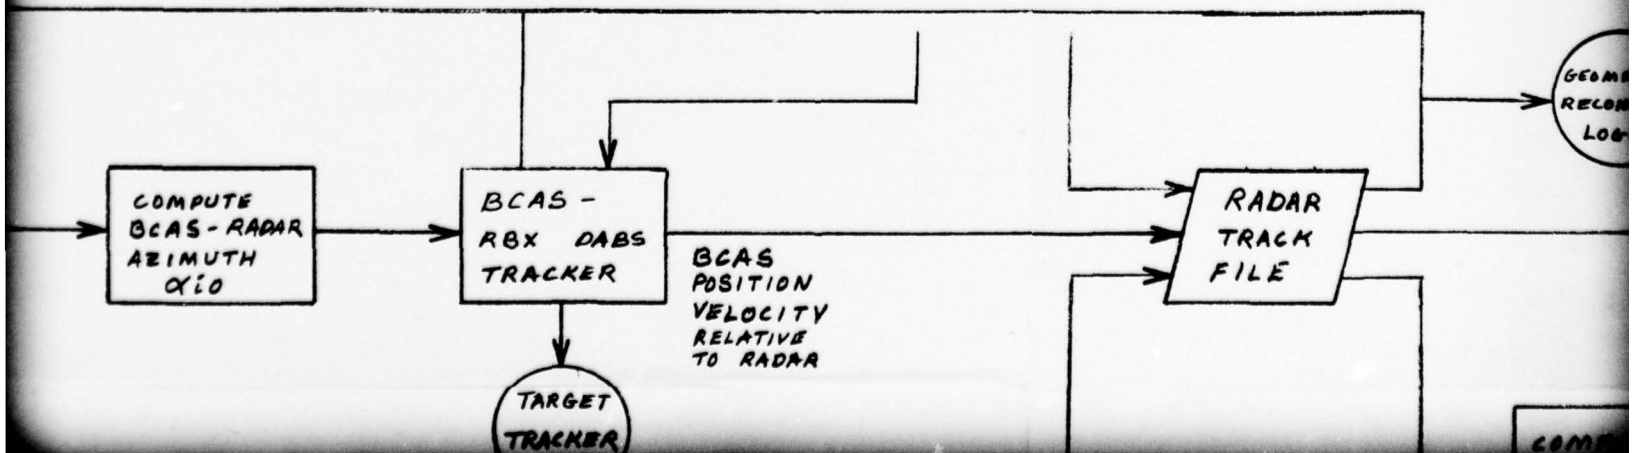 COMPUTE
BCAS-RADAR
AZIMUTH
αio
BCAS-
RBX DABS
TRACKER
BCAS
POSITION
VELOCITY
RELATIVE
TO RADAR
TARGET
TRACKER
RADAR
TRACK
FILE